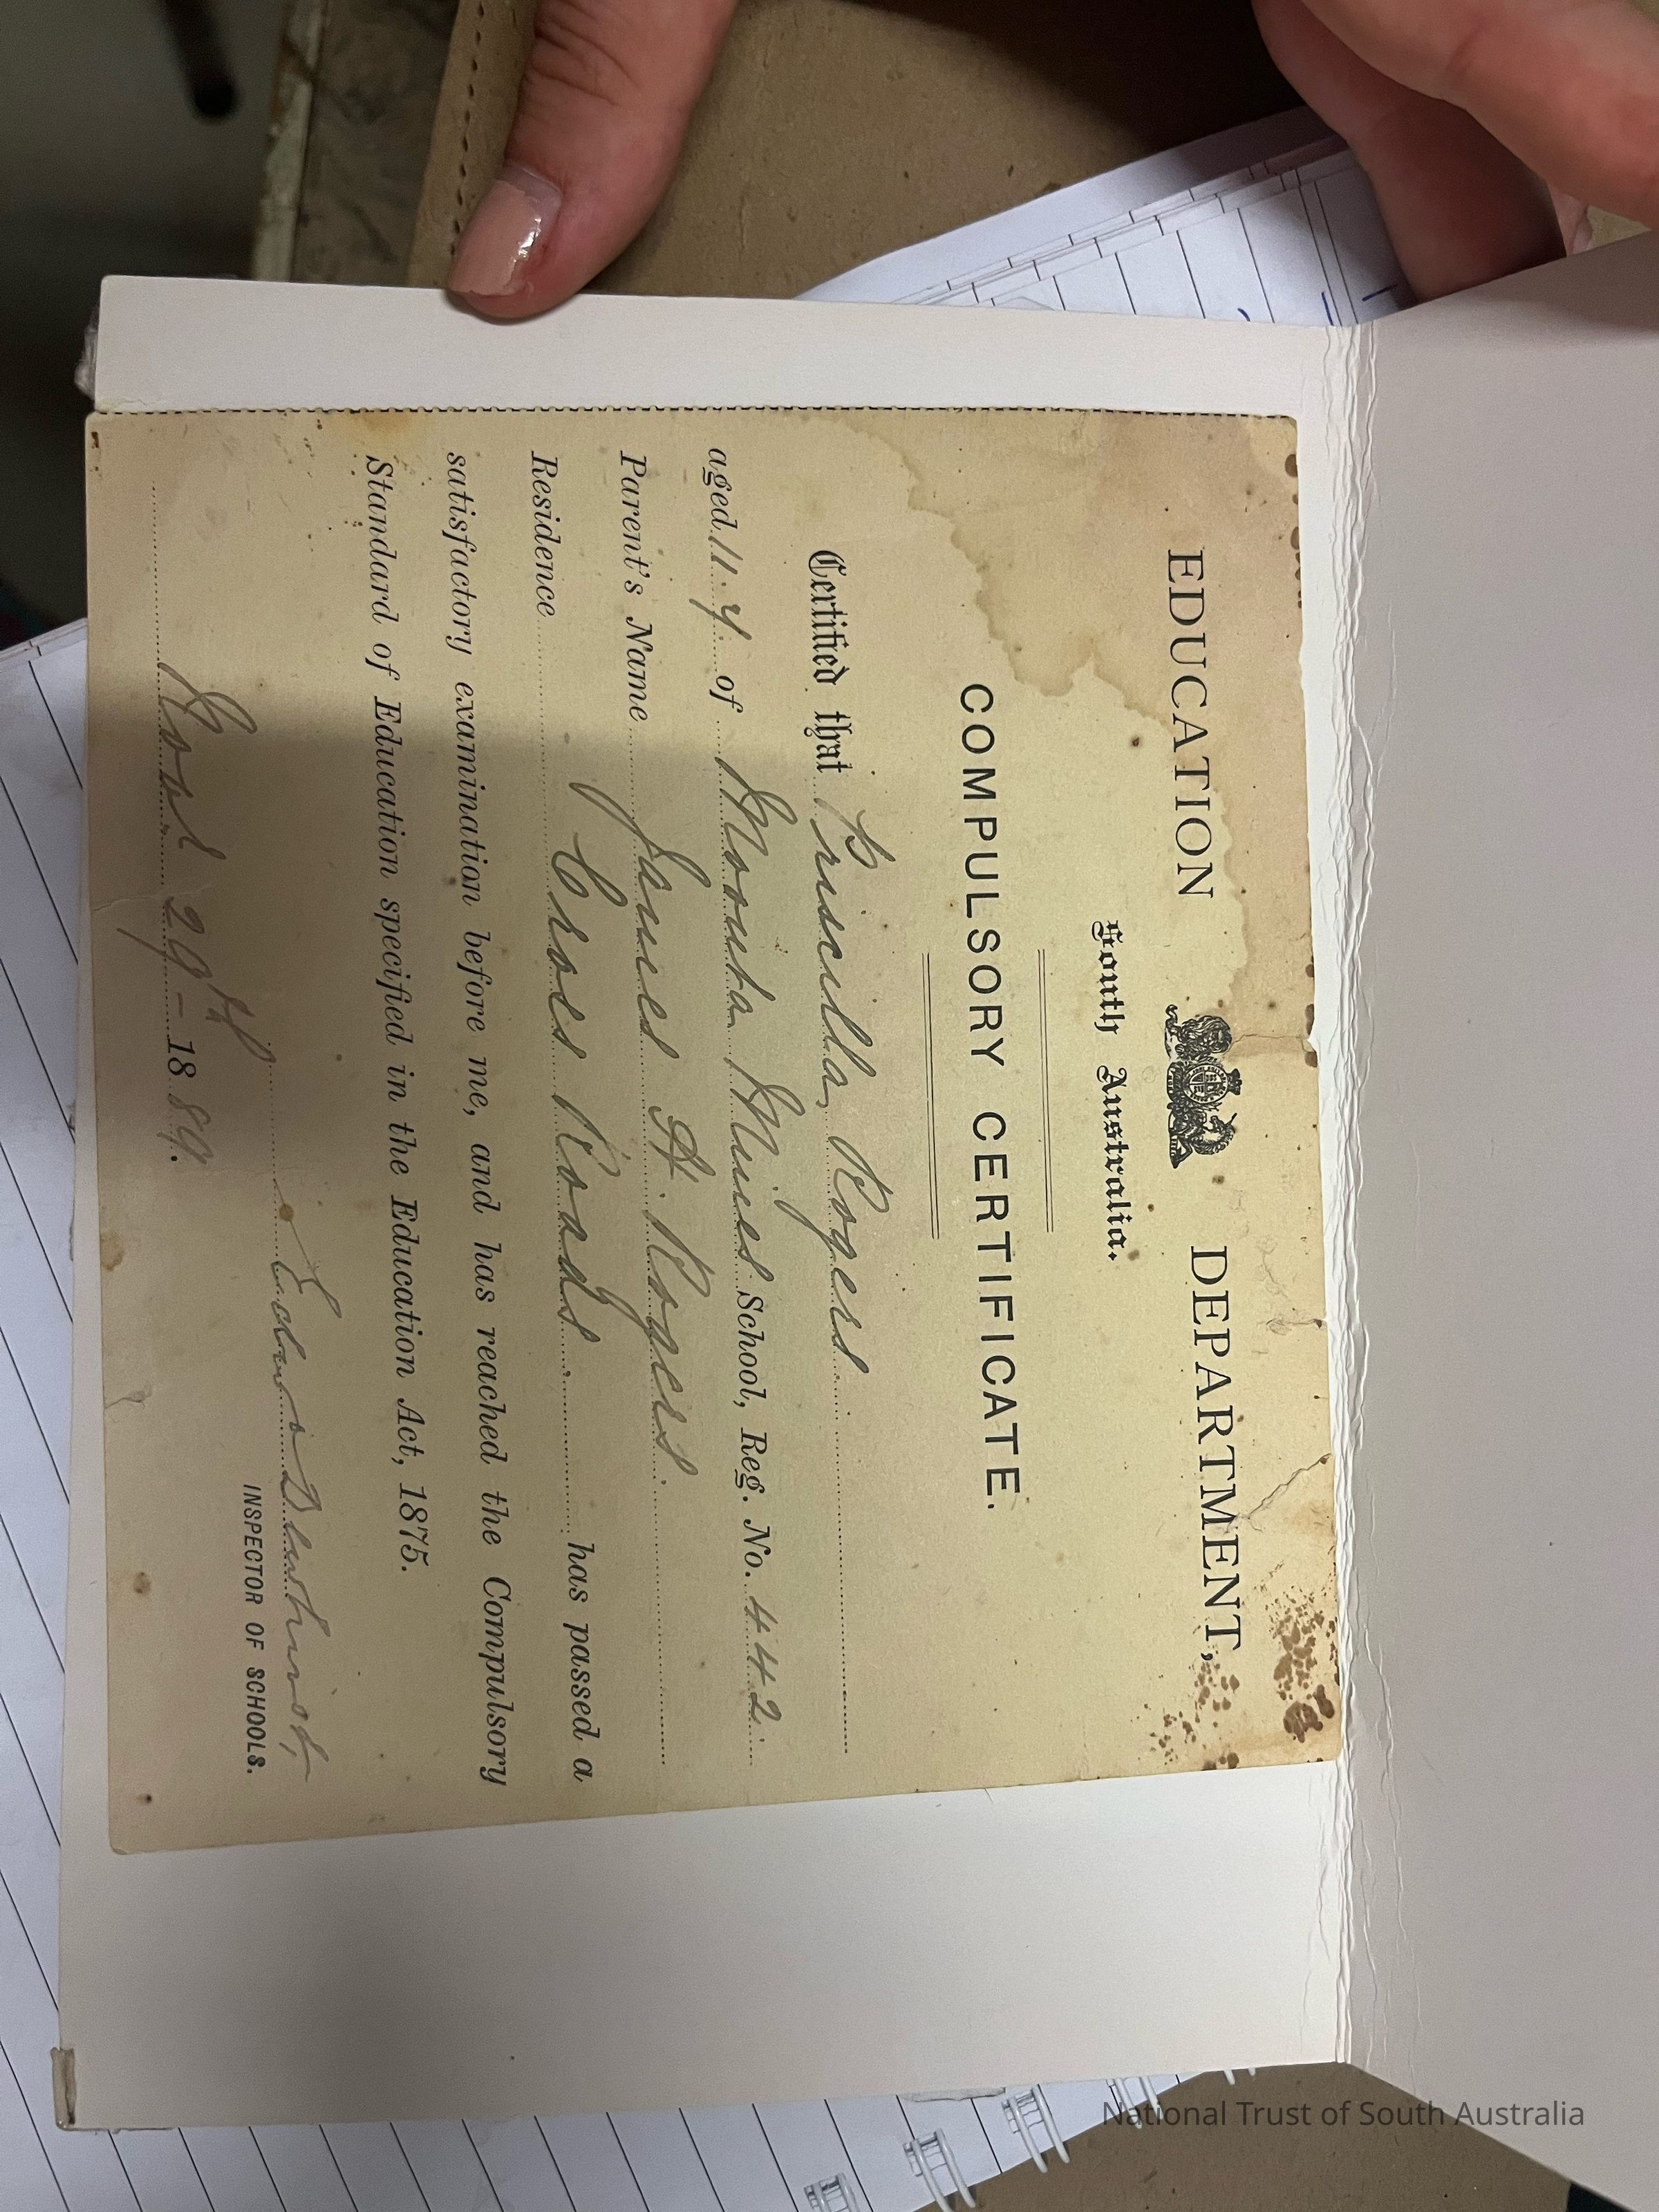 EDUCATION DEPARTMENT,
South Australia.
COMPULSORY CERTIFICATE.
Certified that Priscilla Rogers
aged 11.4 of Moonta Mines School, Reg. No. 442
Parent's Name James H. Rogers
Residence Cross Roads has passed a
satisfactory examination before me, and has reached the Compulsory
Standard of Education specified in the Education Act, 1875.
INSPECTOR OF SCHOOLS.
29th - 1889.
National Trust of South Australia